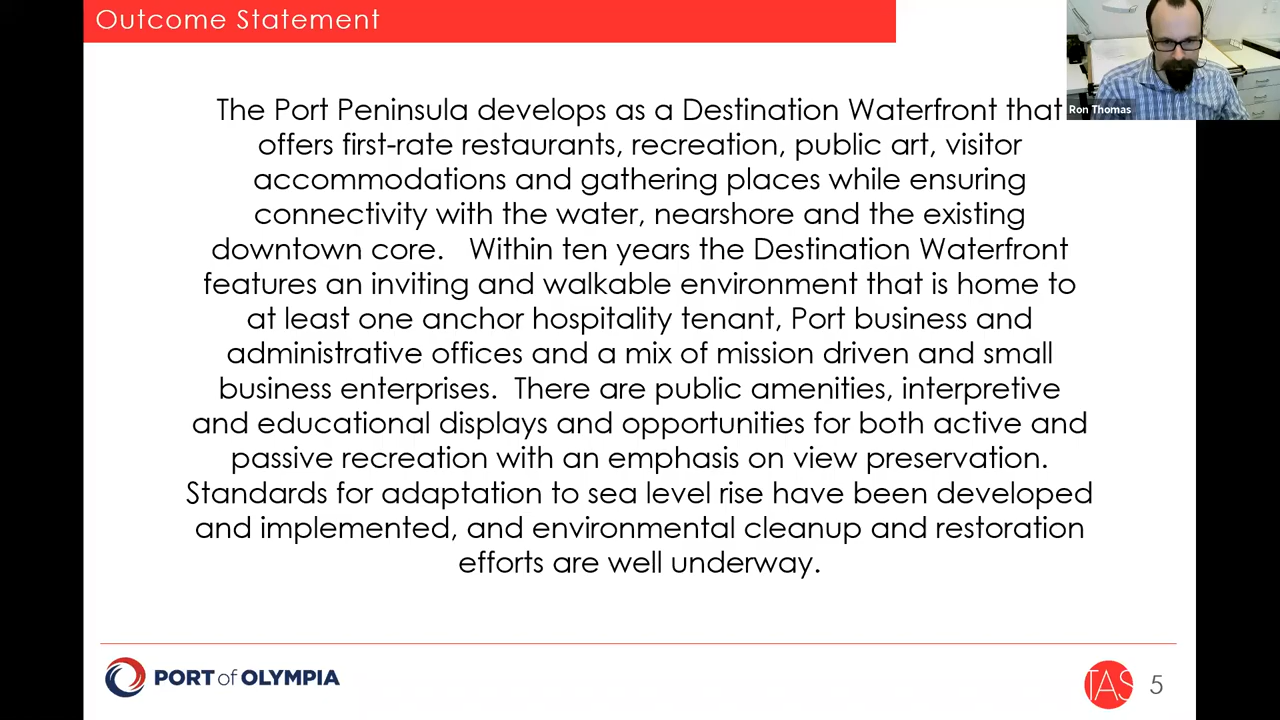 Outcome Statement
Ron Thomas
The Port Peninsula develops as a Destination Waterfront that
offers first-rate restaurants, recreation, public art, visitor
accommodations and gathering places while ensuring
connectivity with the water, nearshore and the existing
downtown core. Within ten years the Destination Waterfront
features an inviting and walkable environment that is home to
at least one anchor hospitality tenant, Port business and
administrative offices and a mix of mission driven and small
business enterprises. There are public amenities, interpretive
and educational displays and opportunities for both active and
passive recreation with an emphasis on view preservation.
Standards for adaptation to sea level rise have been developed
and implemented, and environmental cleanup and restoration
efforts are well underway.
PORT of OLYMPIA
TAS
5